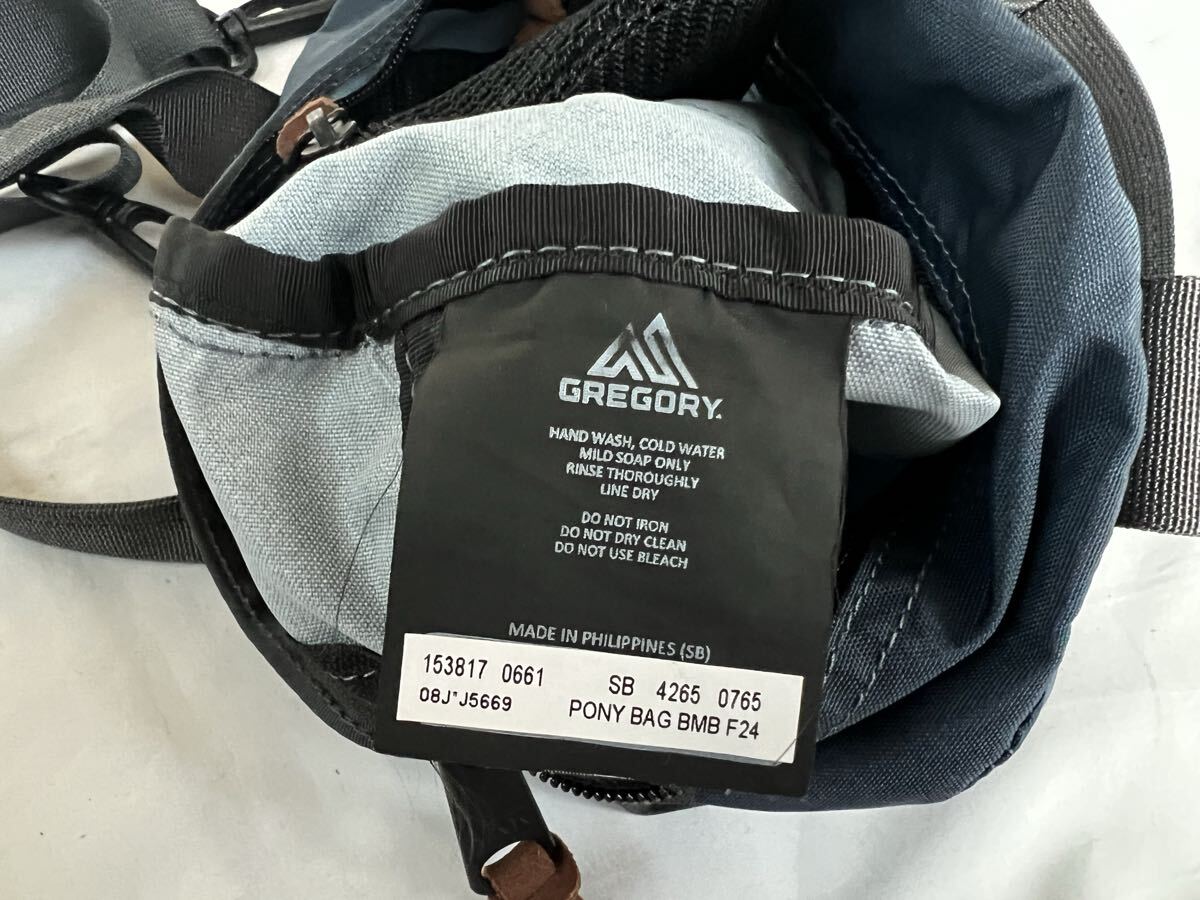 GREGORY.
HAND WASH, COLD WATER
MILD SOAP ONLY
RINSE THOROUGHLY
LINE DRY
DO NOT IRON
DO NOT DRY CLEAN
DO NOT USE BLEACH
MADE IN PHILIPPINES (SB)
153817 0661 SB 4265 0765
08J"J5669 PONY BAG BMB F24